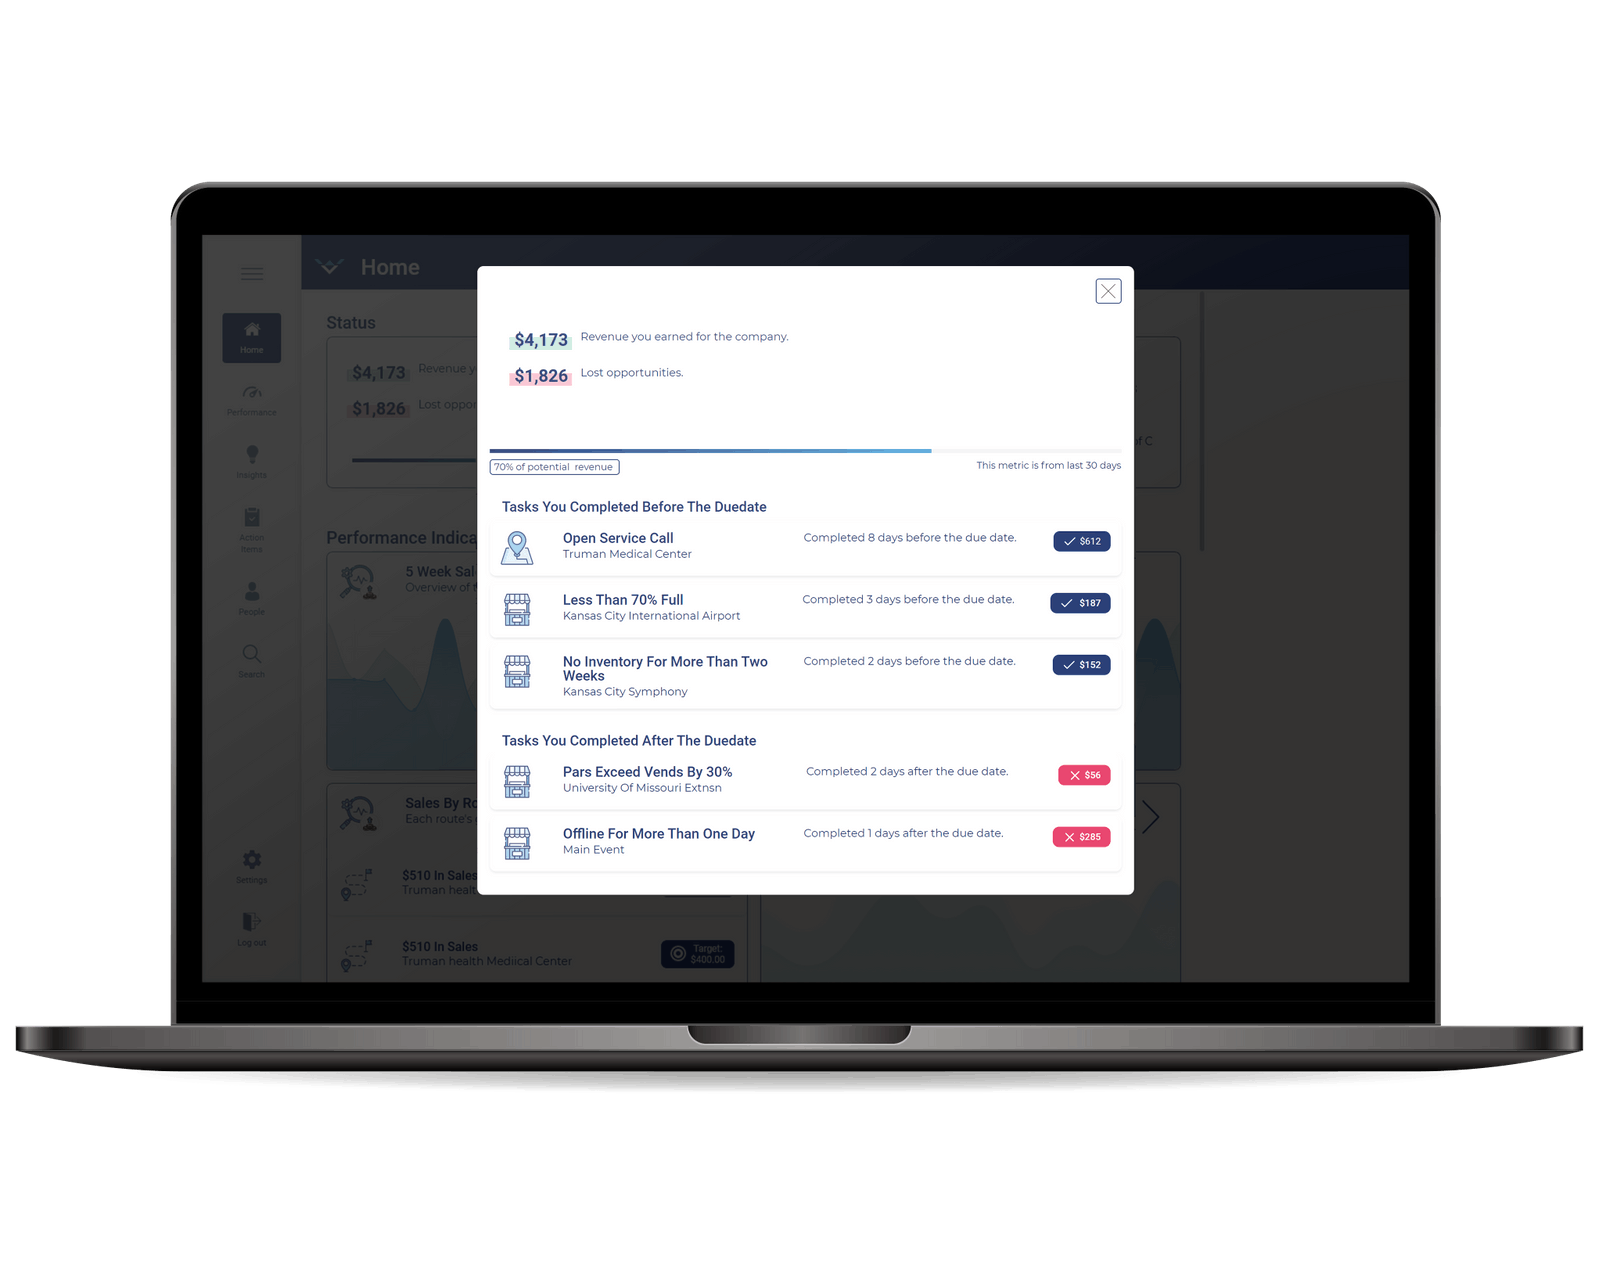 Home
Status
Home
$4,173 Revenue y
$1,826 Lost oppor
Performance
Insights
Action
Items
People
Search
Settings
Log out
Performance Indica
5 Week Sal
Overview of t
Sales By Ro
Each route's
$510 In Sales
Truman healt
$510 In Sales
Truman health Mediical Center
Target:
$400.00
of C
$4,173 Revenue you earned for the company.
$1,826 Lost opportunities.
70% of potential revenue
This metric is from last 30 days
Tasks You Completed Before The Duedate
Open Service Call
Truman Medical Center
Completed 8 days before the due date.
$612
Less Than 70% Full
Kansas City International Airport
Completed 3 days before the due date.
$187
No Inventory For More Than Two
Weeks
Kansas City Symphony
Completed 2 days before the due date.
$152
Tasks You Completed After The Duedate
Pars Exceed Vends By 30%
University Of Missouri Extnsn
Completed 2 days after the due date.
$56
Offline For More Than One Day
Main Event
Completed 1 days after the due date.
$285